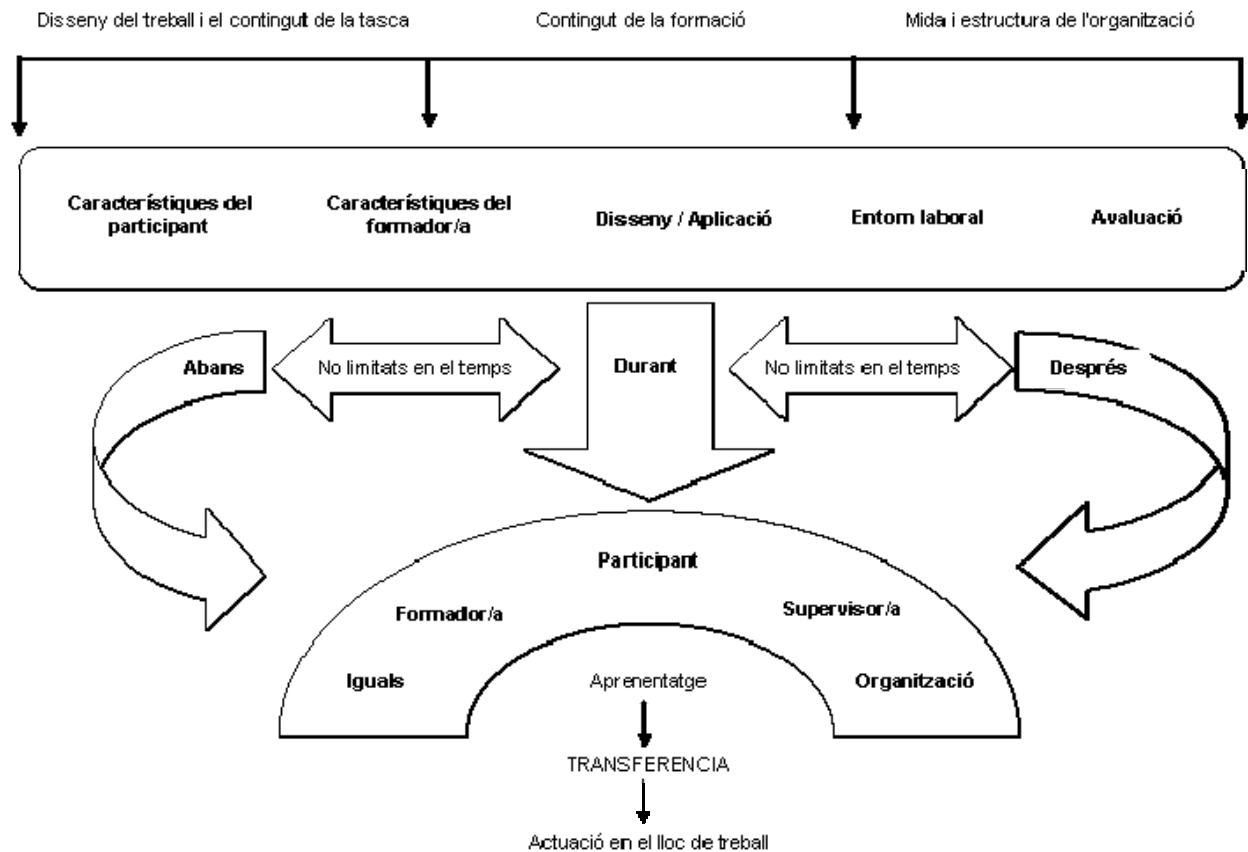 Disseny del treball i el contingut de la tasca
Contingut de la formació
Mida i estructura de l'organització
Característiques del
participant
Característiques del
formador/a
Disseny / Aplicació
Entorn laboral
Avaluació
Abans
No limitats en el temps
Durant
No limitats en el temps
Després
Participant
Formador/a
Supervisor/a
Iguals
Aprenentatge
Organització
TRANSFERENCIA
Actuació en el lloc de treball